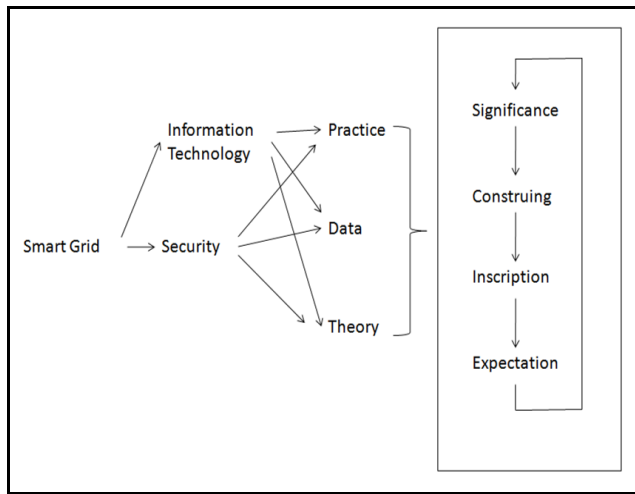 Smart Grid
Information
Technology
Security
Practice
Data
Theory
Significance
Construing
Inscription
Expectation